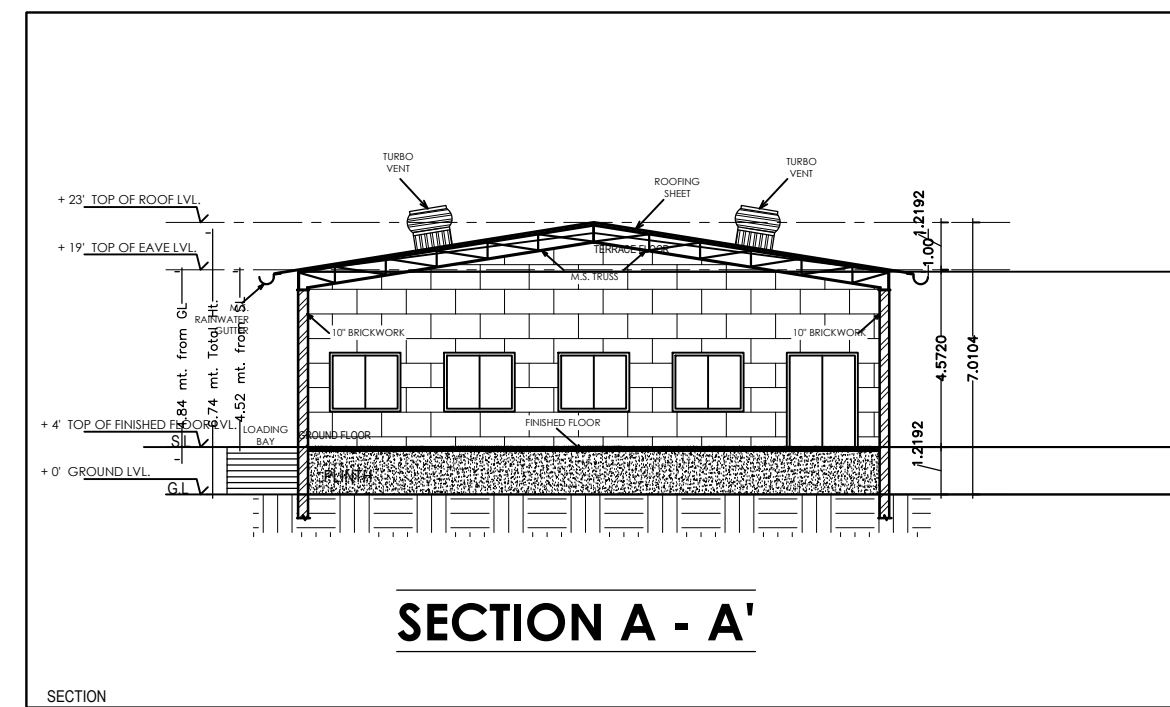 TURBO
VENT
TURBO
VENT
ROOFING
SHEET
+ 23' TOP OF ROOF LVL.
1.2192
+ 19' TOP OF EAVE LVL.
TERRACE FLOOR
1.00
M.S. TRUSS
M.S.
RAINWATER
GUTTER
4.84 mt. from GL
6.74 mt. Total Ht.
4.52 mt. from SL
10" BRICKWORK
10" BRICKWORK
4.5720
7.0104
+ 4' TOP OF FINISHED FLOOR LVL.
S.L
LOADING
BAY
GROUND FLOOR
FINISHED FLOOR
1.2192
+ 0' GROUND LVL.
PLINTH
G.L
SECTION A - A'
SECTION